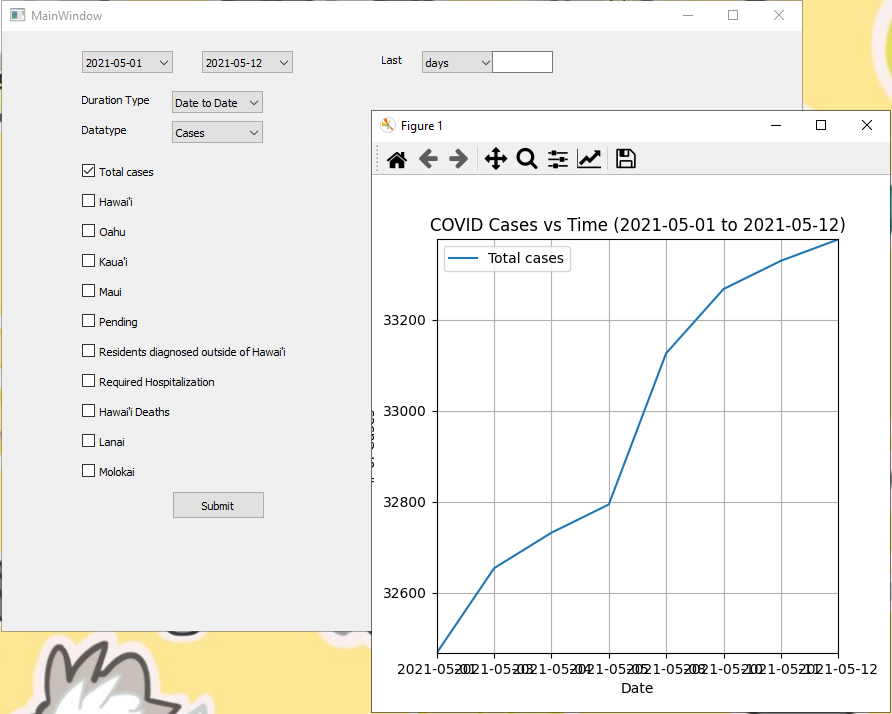 MainWindow
2021-05-01 2021-05-12 Last days
Duration Type Date to Date
Datatype Cases
Total cases
Hawai'i
Oahu
Kaua'i
Maui
Pending
Residents diagnosed outside of Hawai'i
Required Hospitalization
Hawai'i Deaths
Lanai
Molokai
Submit
Figure 1
COVID Cases vs Time (2021-05-01 to 2021-05-12)
Total cases
33200
33000
32800
32600
2021-05-01 2021-05-03 2021-05-04 2021-05-05 2021-05-08 2021-05-10 2021-05-11 2021-05-12
Date